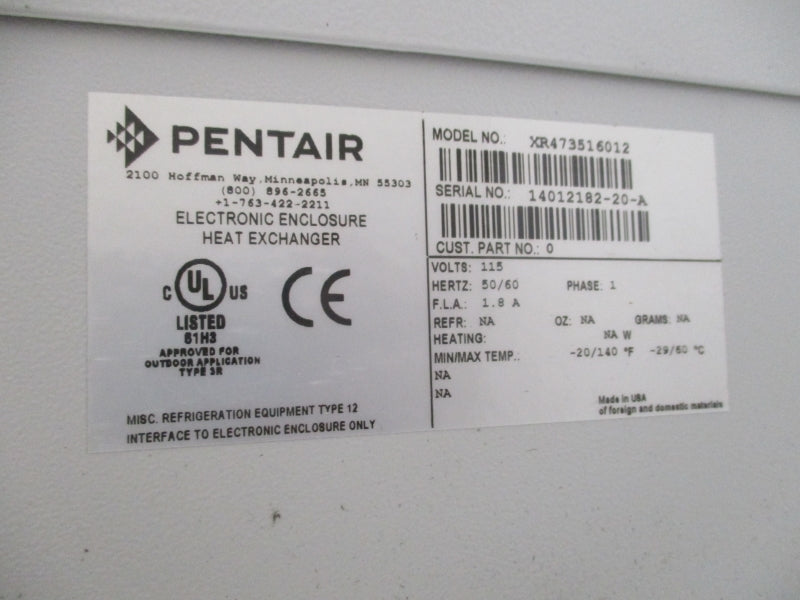 PENTAIR
2100 Hoffman Way, Minneapolis, MN 55303
(800) 896-2665
+1-763-422-2211
ELECTRONIC ENCLOSURE
HEAT EXCHANGER
C UL US
LISTED
61H3
APPROVED FOR
OUTDOOR APPLICATION
TYPE 3R
CE
MISC. REFRIGERATION EQUIPMENT TYPE 12
INTERFACE TO ELECTRONIC ENCLOSURE ONLY
MODEL NO.: XR473516012
SERIAL NO.: 14012182-20-A
CUST. PART NO.: 0
VOLTS: 115
HERTZ: 50/60 PHASE: 1
F.L.A.: 1.8 A
REFR: NA OZ: NA GRAMS: NA
HEATING: NA W
MIN/MAX TEMP.: -20/140 °F -29/60 °C
NA
NA
Made in USA
of foreign and domestic materials